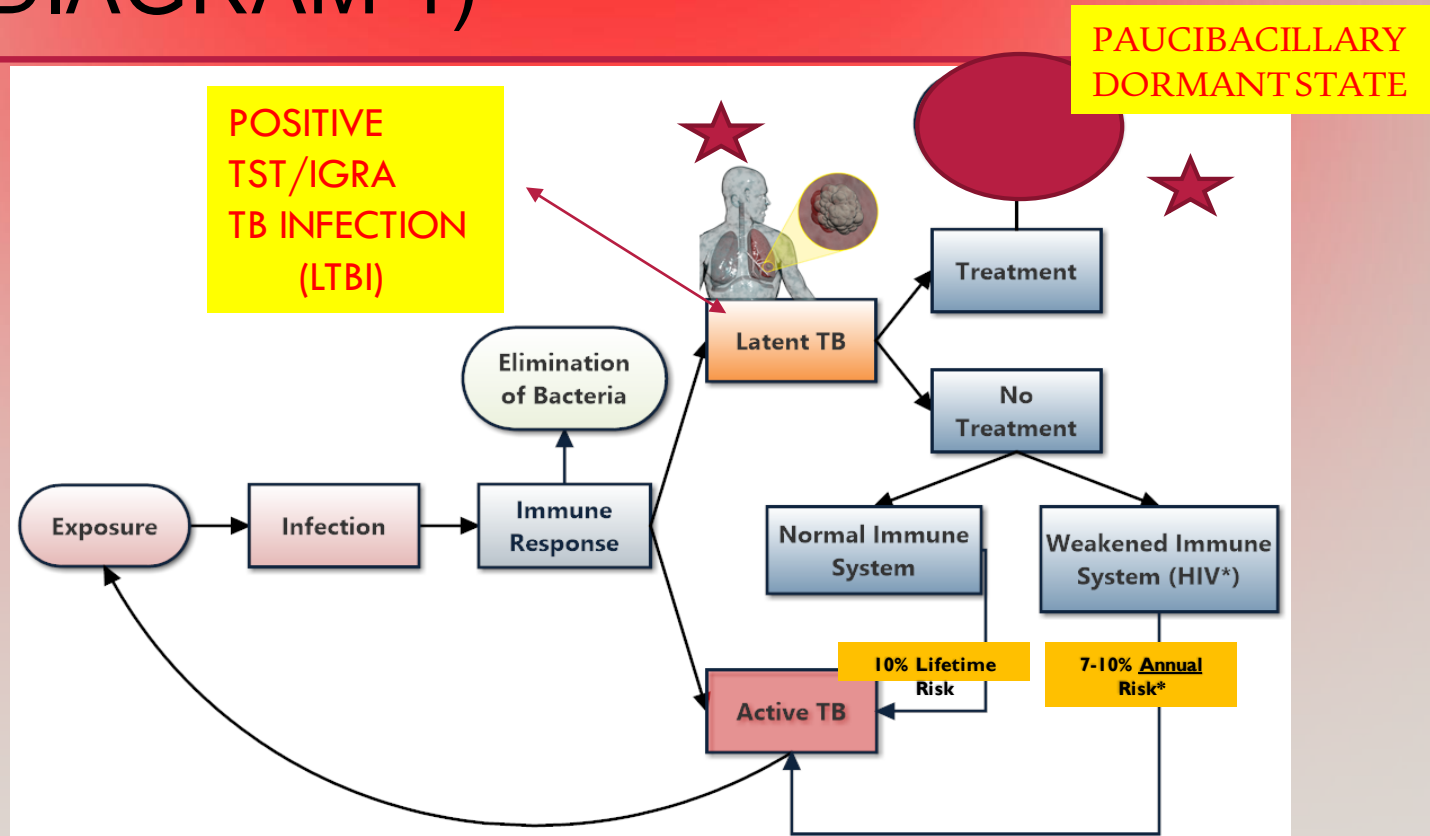 DIAGRAM 1)
PAUCIBACILLARY
DORMANT STATE
POSITIVE
TST/IGRA
TB INFECTION
(LTBI)
Treatment
Latent TB
Elimination
of Bacteria
No
Treatment
Exposure
Infection
Immune
Response
Normal Immune
System
Weakened Immune
System (HIV*)
10% Lifetime
Risk
7-10% Annual
Risk*
Active TB